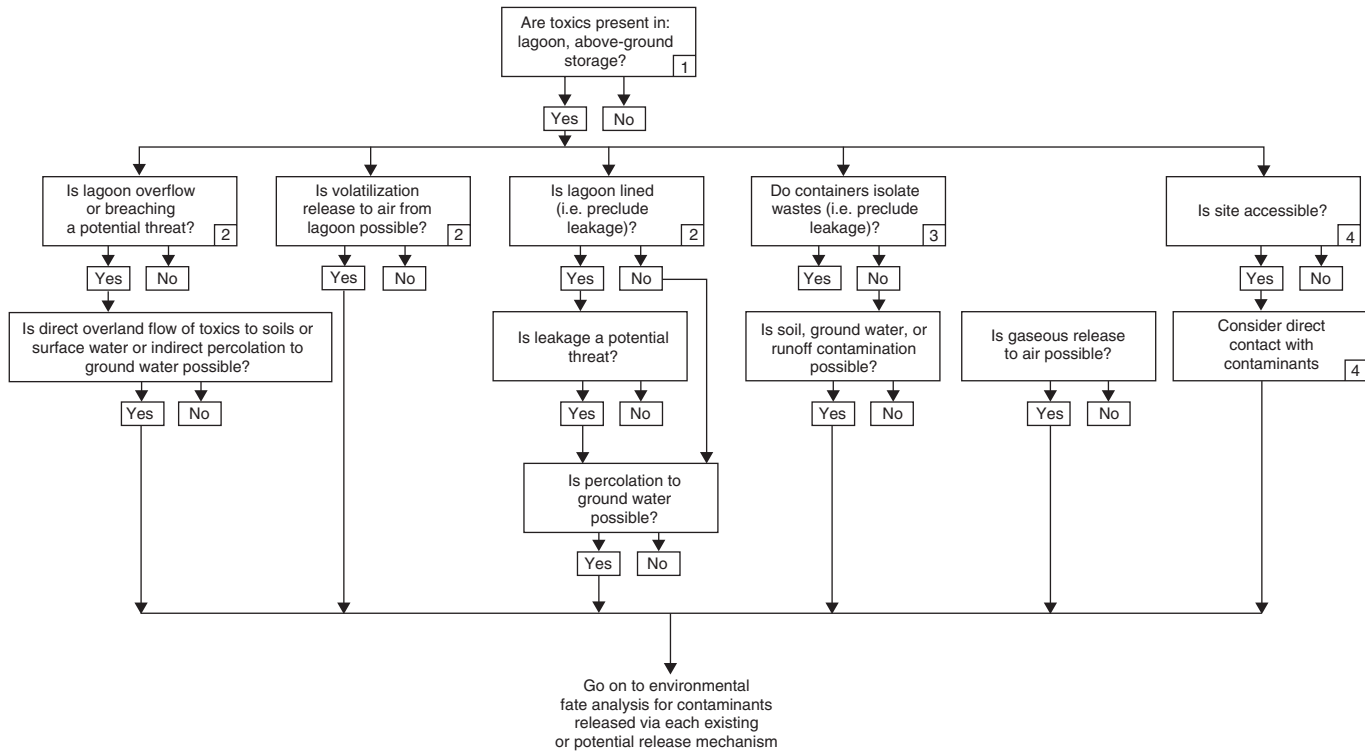 Are toxics present in:
lagoon, above-ground
storage?
1
Yes
No
Is lagoon overflow
or breaching
a potential threat?
2
Is volatilization
release to air from
lagoon possible?
2
Is lagoon lined
(i.e. preclude
leakage)?
2
Do containers isolate
wastes (i.e. preclude
leakage)?
3
Is site accessible?
4
Yes
No
Yes
No
Yes
No
Yes
No
Yes
No
Is direct overland flow of toxics to soils or
surface water or indirect percolation to
ground water possible?
Is leakage a potential
threat?
Is soil, ground water, or
runoff contamination
possible?
Is gaseous release
to air possible?
Consider direct
contact with
contaminants
4
Yes
No
Yes
No
Yes
No
Yes
No
Is percolation to
ground water
possible?
Yes
No
Go on to environmental
fate analysis for contaminants
released via each existing
or potential release mechanism